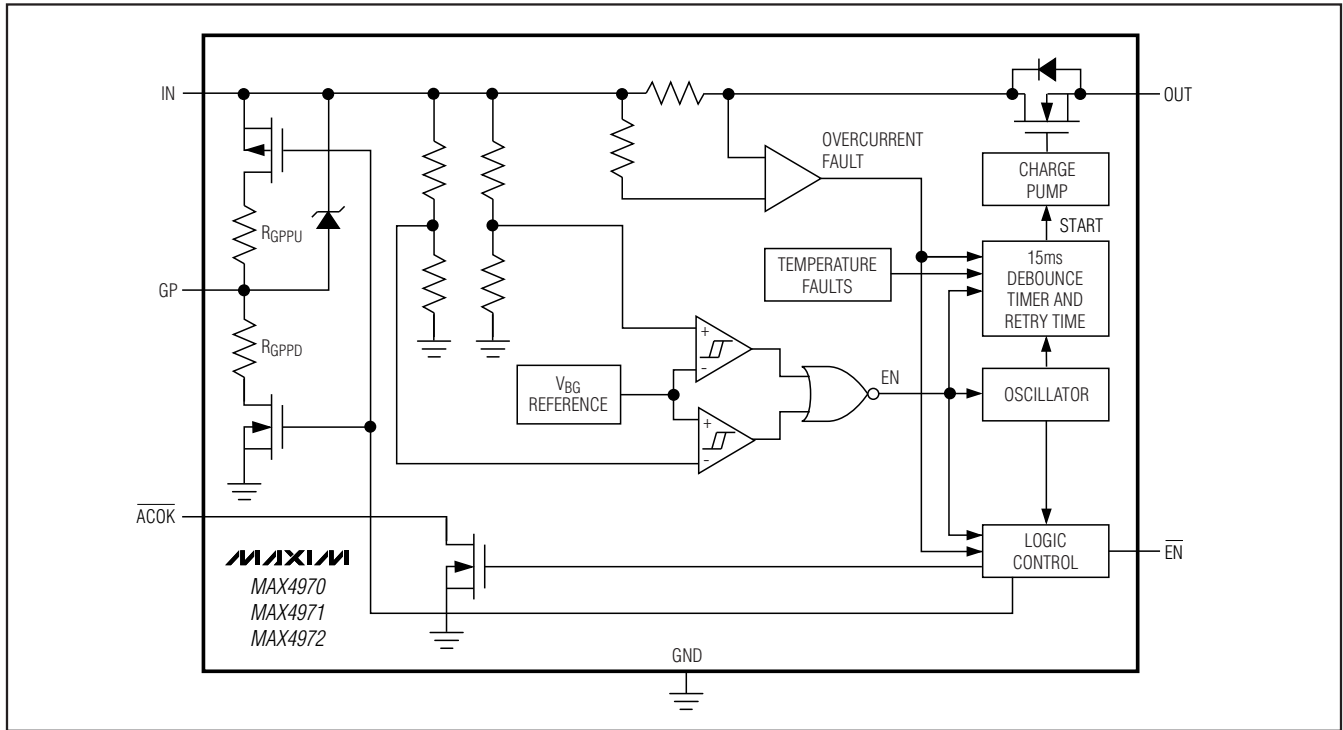 IN
OUT
OVERCURRENT
FAULT
CHARGE
PUMP
START
RGPPU
TEMPERATURE
FAULTS
15ms
DEBOUNCE
TIMER AND
RETRY TIME
GP
RGPPD
+
-
VBG
REFERENCE
EN
OSCILLATOR
+
-
ACOK
MAXIM
MAX4970
MAX4971
MAX4972
LOGIC
CONTROL
EN
GND